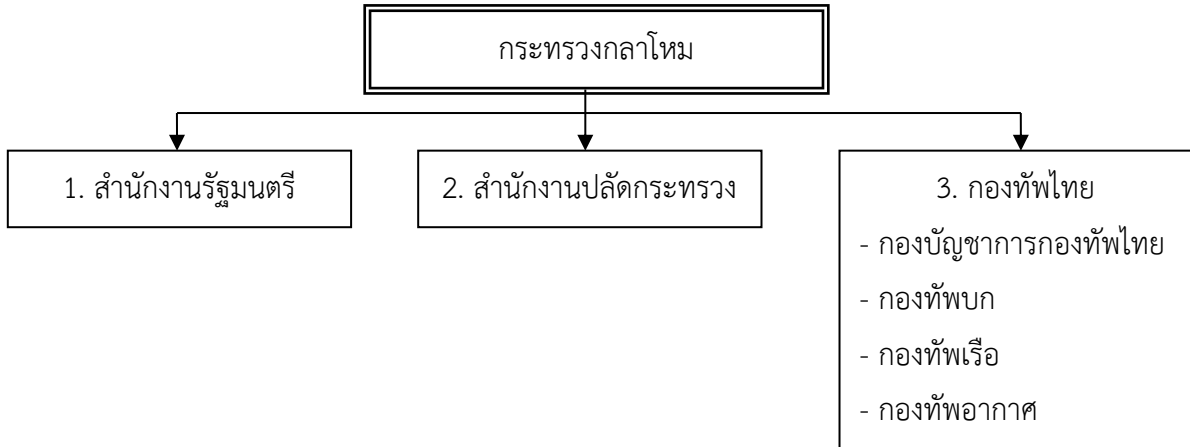 กระทรวงกลาโหม
1. สำนักงานรัฐมนตรี
2. สำนักงานปลัดกระทรวง
3. กองทัพไทย
- กองบัญชาการกองทัพไทย
- กองทัพบก
- กองทัพเรือ
- กองทัพอากาศ